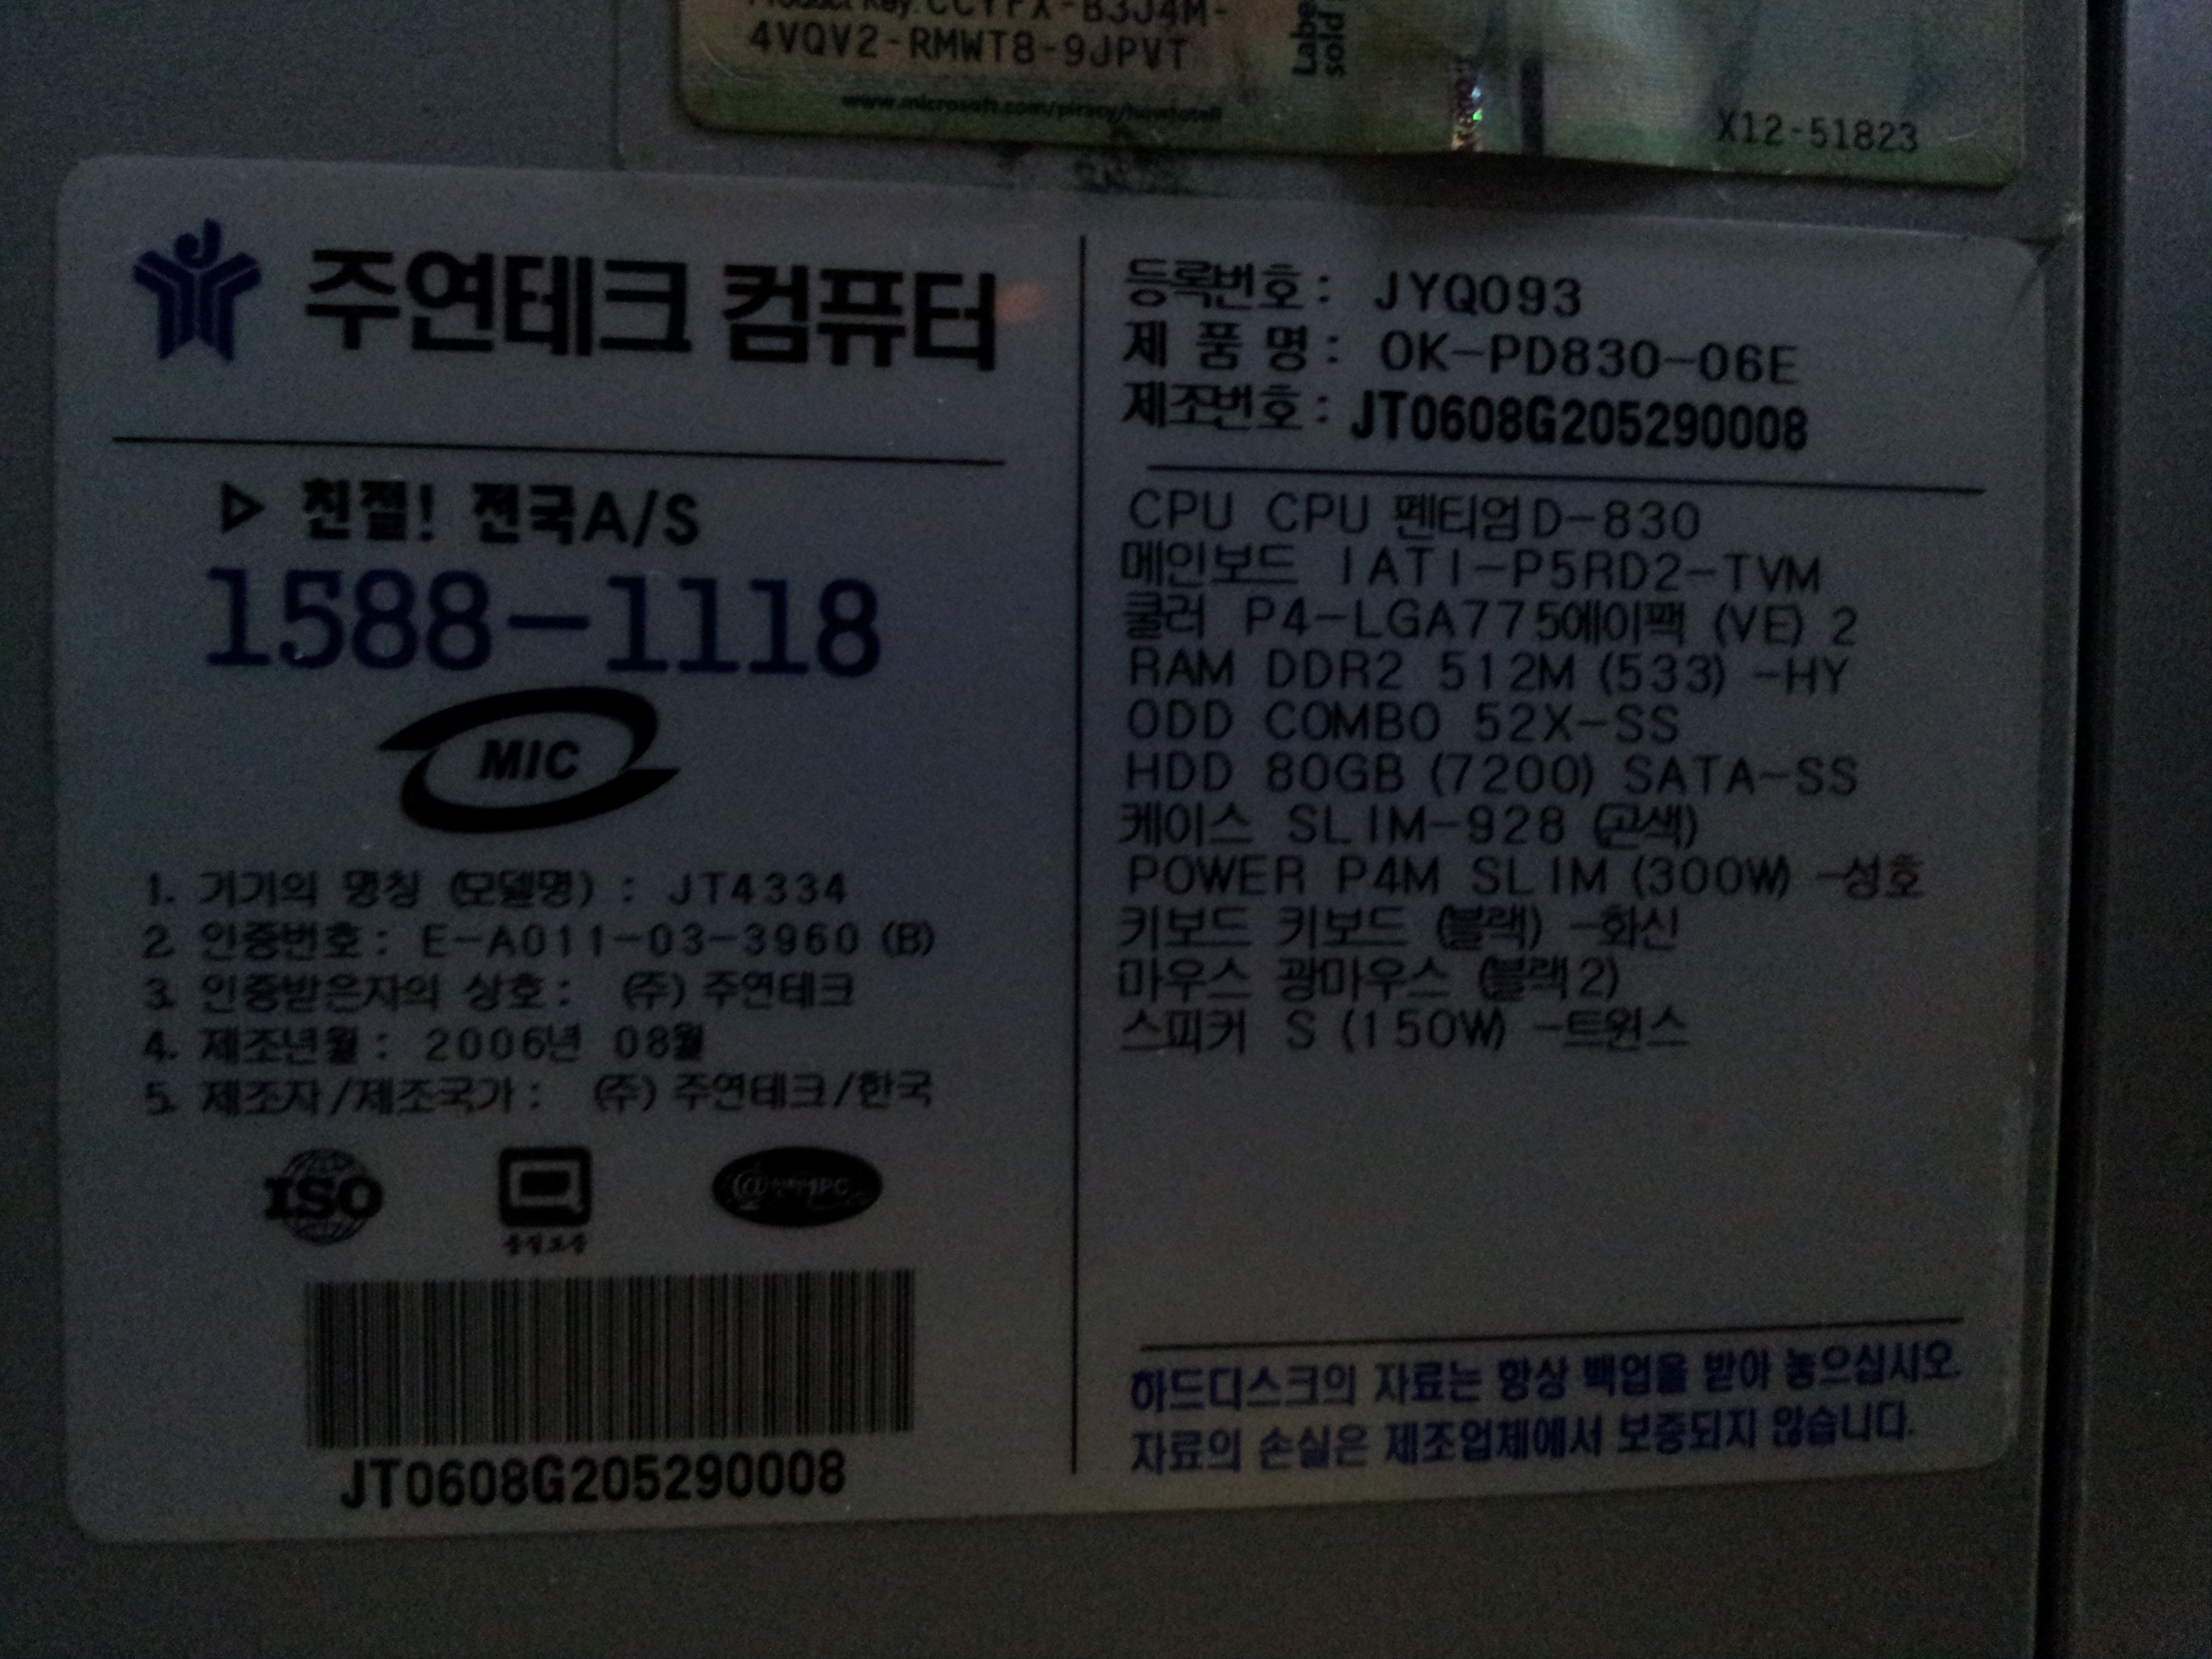 4VQV2-RMWT8-9JPVT
www.microsoft.com/piracy/howtotell
Labe
sold
X12-51823
주연테크 컴퓨터
▷ 친절! 전국A/S
1588-1118
MIC
1. 기기의 명칭 (모델명) : JT4334
2. 인증번호 : E-A011-03-3960 (B)
3. 인증받은자의 상호 : (주) 주연테크
4. 제조년월 : 2006년 08월
5. 제조자/제조국가 : (주) 주연테크/한국
ISO
품질보증
JT0608G205290008
등록번호 : JYQ093
제 품 명 : OK-PD830-06E
제조번호 : JT0608G205290008
CPU CPU 펜티엄D-830
메인보드 IATI-P5RD2-TVM
쿨러 P4-LGA775에이팩 (VE) 2
RAM DDR2 512M (533) -HY
ODD COMBO 52X-SS
HDD 80GB (7200) SATA-SS
케이스 SLIM-928 (곤색)
POWER P4M SLIM (300W) -성호
키보드 키보드 (블랙) -화신
마우스 광마우스 (블랙2)
스피커 S (150W) -트윈스
하드디스크의 자료는 항상 백업을 받아 놓으십시오.
자료의 손실은 제조업체에서 보증되지 않습니다.